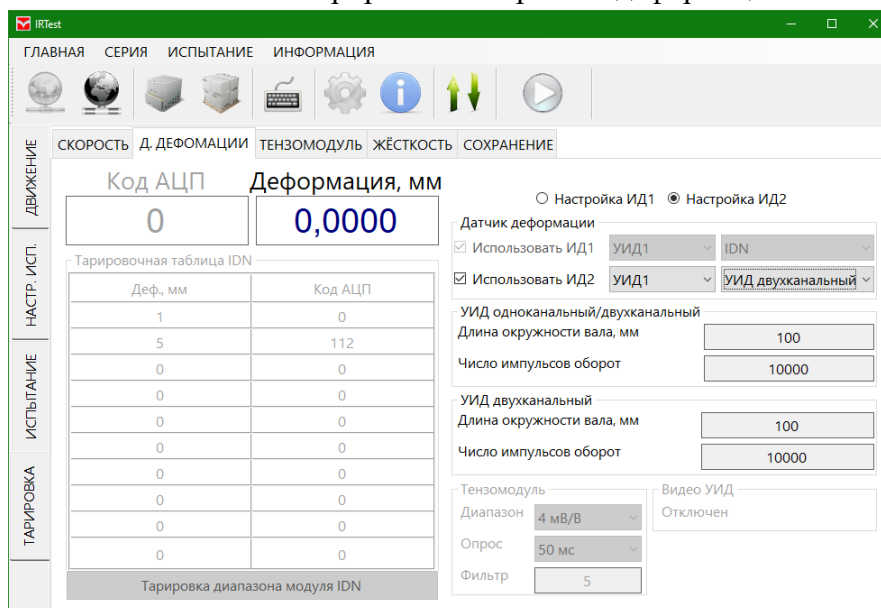 IRTest
ГЛАВНАЯ СЕРИЯ ИСПЫТАНИЕ ИНФОРМАЦИЯ
СКОРОСТЬ Д. ДЕФОМАЦИИ ТЕНЗОМОДУЛЬ ЖЁСТКОСТЬ СОХРАНЕНИЕ
ДВИЖЕНИЕ
НАСТР. ИСП.
ИСПЫТАНИЕ
ТАРИРОВКА
Код АЦП Деформация, мм
0 0,0000
Тарировочная таблица IDN
Деф., мм Код АЦП
1 0
5 112
0 0
0 0
0 0
0 0
0 0
0 0
0 0
0 0
Тарировка диапазона модуля IDN
Настройка ИД1 Настройка ИД2
Датчик деформации
Использовать ИД1 УИД1 IDN
Использовать ИД2 УИД1 УИД двухканальный
УИД одноканальный/двухканальный
Длина окружности вала, мм 100
Число импульсов оборот 10000
УИД двухканальный
Длина окружности вала, мм 100
Число импульсов оборот 10000
Тензомодуль
Диапазон 4 мВ/В
Опрос 50 мс
Фильтр 5
Видео УИД
Отключен